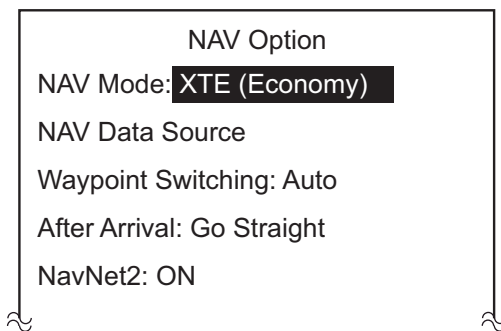 NAV Option
NAV Mode: XTE (Economy)
NAV Data Source
Waypoint Switching: Auto
After Arrival: Go Straight
NavNet2: ON